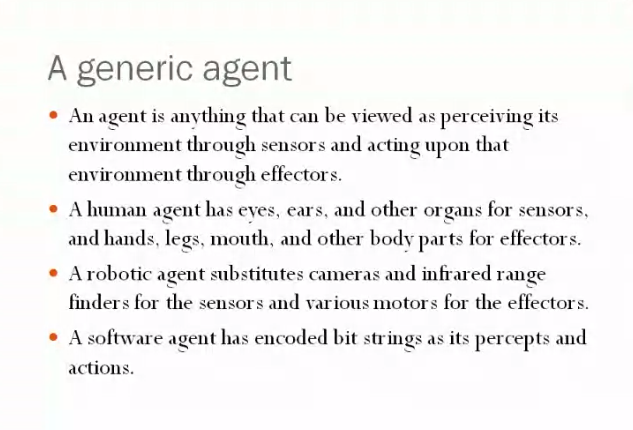 A generic agent
• An agent is anything that can be viewed as perceiving its
environment through sensors and acting upon that
environment through effectors.
• A human agent has eyes, ears, and other organs for sensors,
and hands, legs, mouth, and other body parts for effectors.
• A robotic agent substitutes cameras and infrared range
finders for the sensors and various motors for the effectors.
• A software agent has encoded bit strings as its percepts and
actions.